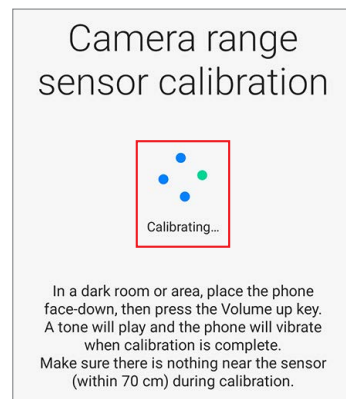 Camera range
sensor calibration
Calibrating...
In a dark room or area, place the phone
face-down, then press the Volume up key.
A tone will play and the phone will vibrate
when calibration is complete.
Make sure there is nothing near the sensor
(within 70 cm) during calibration.